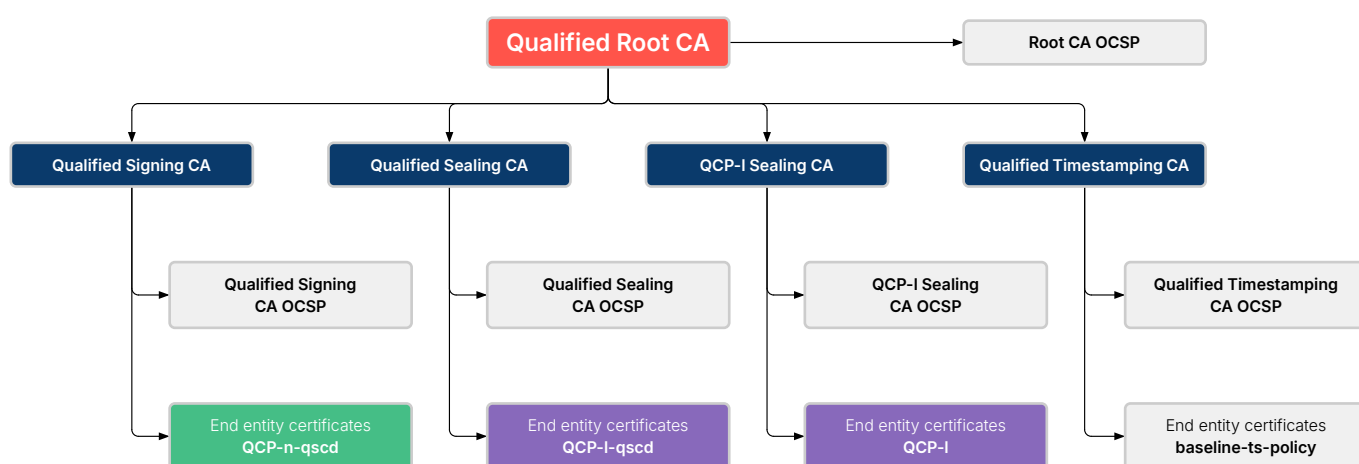 Qualified Root CA
Root CA OCSP
Qualified Signing CA
Qualified Sealing CA
QCP-l Sealing CA
Qualified Timestamping CA
Qualified Signing
CA OCSP
Qualified Sealing
CA OCSP
QCP-l Sealing
CA OCSP
Qualified Timestamping
CA OCSP
End entity certificates
QCP-n-qscd
End entity certificates
QCP-l-qscd
End entity certificates
QCP-l
End entity certificates
baseline-ts-policy